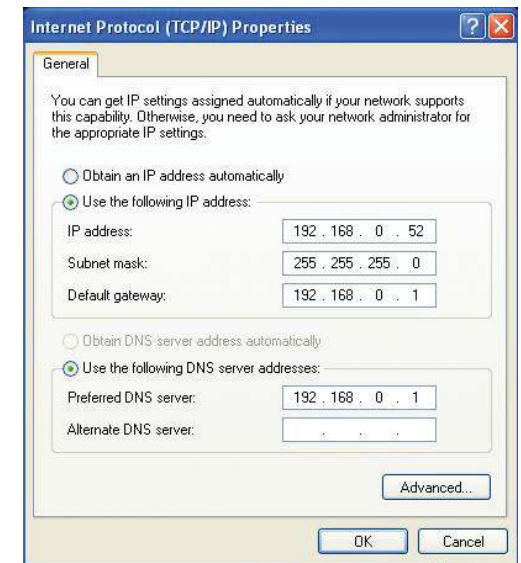 Internet Protocol (TCP/IP) Properties
General
You can get IP settings assigned automatically if your network supports
this capability. Otherwise, you need to ask your network administrator for
the appropriate IP settings.
Obtain an IP address automatically
Use the following IP address:
IP address: 192 . 168 . 0 . 52
Subnet mask: 255 . 255 . 255 . 0
Default gateway: 192 . 168 . 0 . 1
Obtain DNS server address automatically
Use the following DNS server addresses:
Preferred DNS server: 192 . 168 . 0 . 1
Alternate DNS server: . . .
Advanced...
OK Cancel